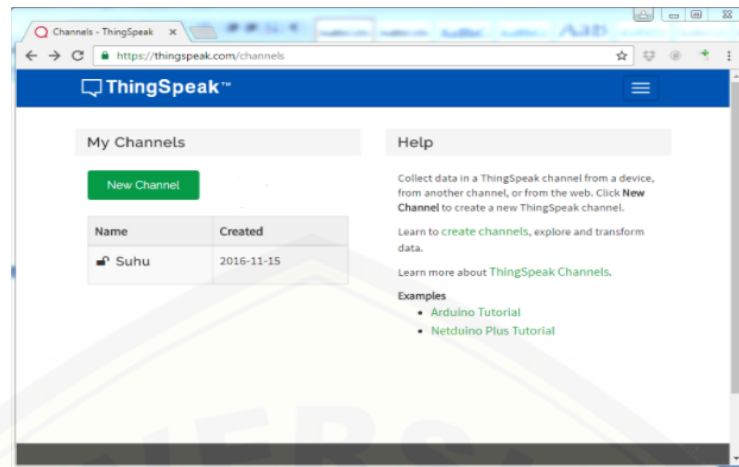 Channels - ThingSpeak
https://thingspeak.com/channels
ThingSpeak™
My Channels
New Channel
Name Created
Suhu 2016-11-15
Help
Collect data in a ThingSpeak channel from a device,
from another channel, or from the web. Click New
Channel to create a new ThingSpeak channel.
Learn to create channels, explore and transform
data.
Learn more about ThingSpeak Channels.
Examples
• Arduino Tutorial
• Netduino Plus Tutorial